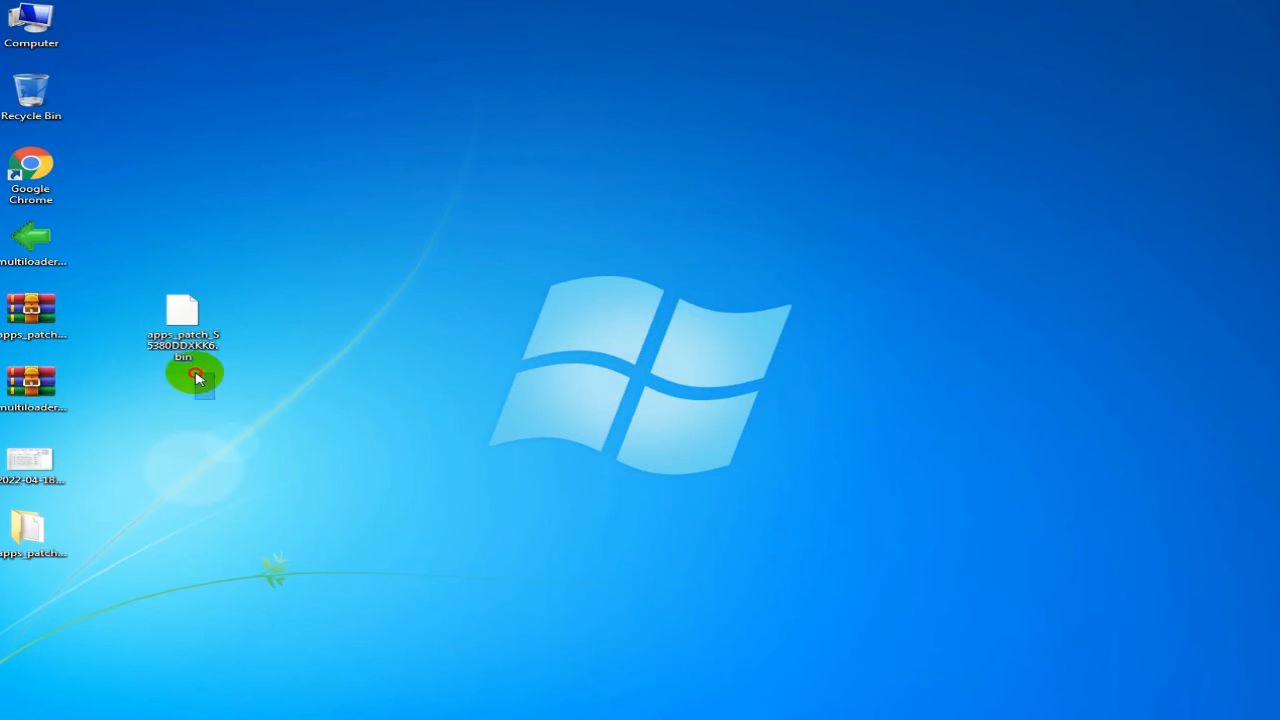 Computer
Recycle Bin
Google
Chrome
multiloader...
apps_patch...
multiloader...
2022-04-18...
apps_patch...
apps_patch_S
5380DDXKK6.
bin